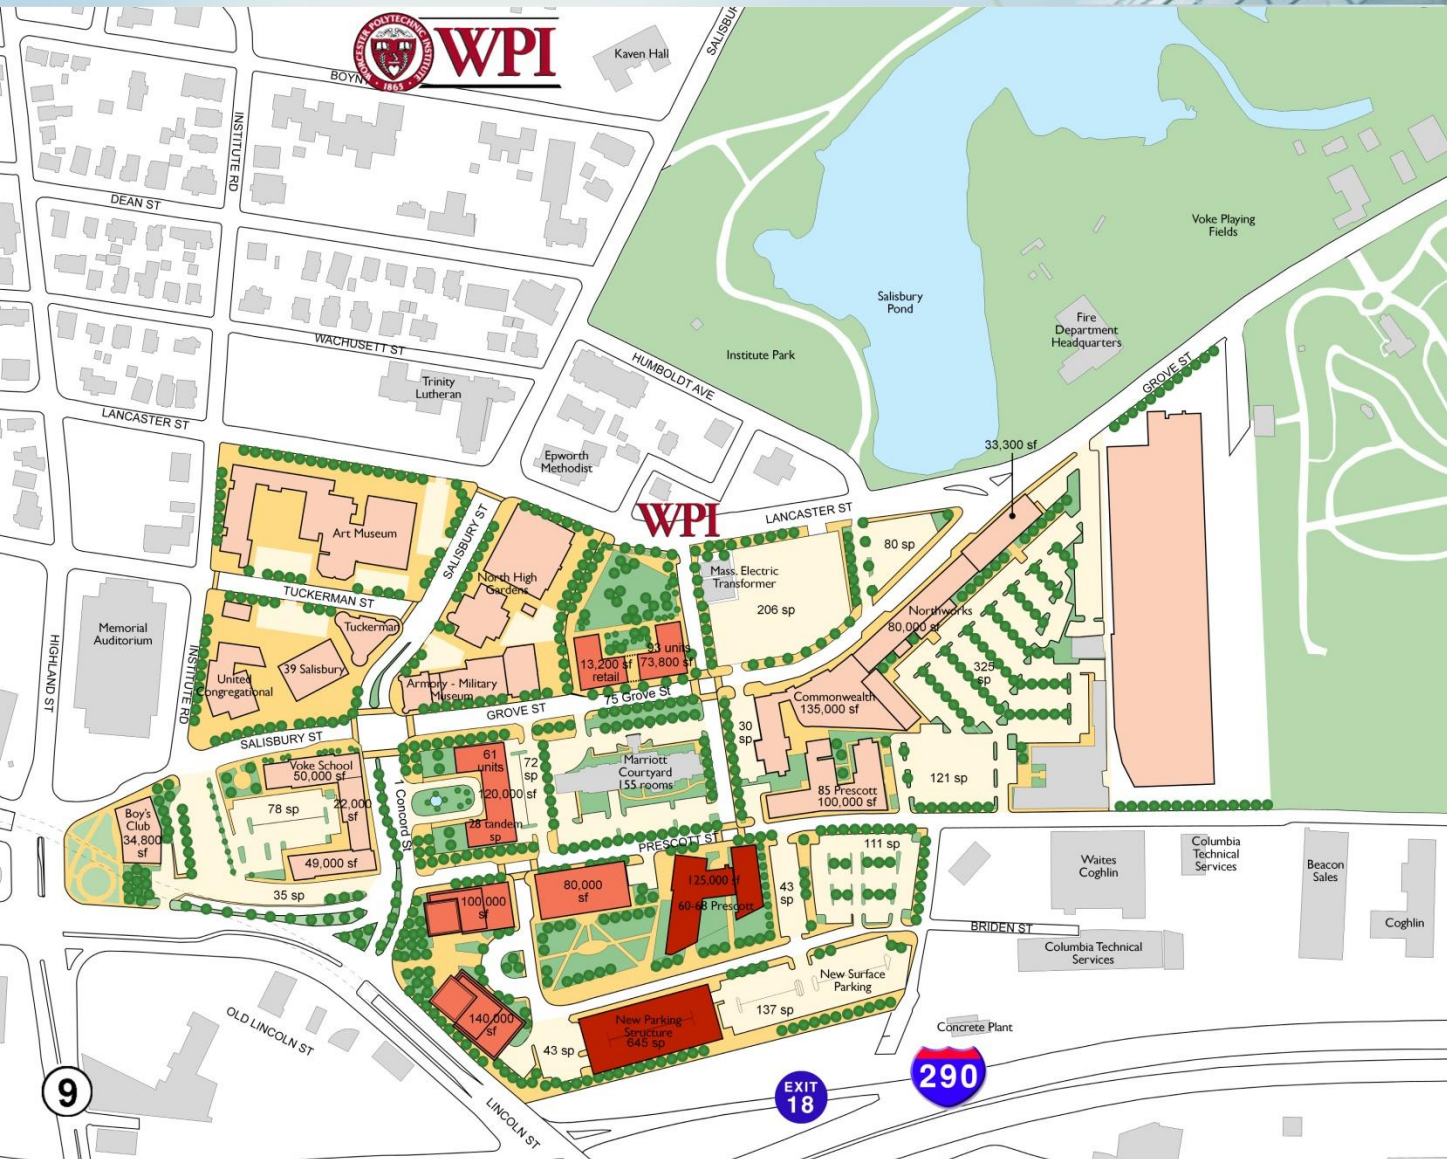 WORCESTER POLYTECHNIC INSTITUTE
1865
WPI
Kaven Hall
SALISBURY
BOYN
INSTITUTE RD
DEAN ST
Voke Playing
Fields
Salisbury
Pond
Fire
Department
Headquarters
Institute Park
WACHUSETT ST
HUMBOLDT AVE
GROVE ST
Trinity
Lutheran
LANCASTER ST
33,300 sf
Epworth
Methodist
WPI
LANCASTER ST
Art Museum
SALISBURY ST
80 sp
North High
Gardens
Mass. Electric
Transformer
206 sp
TUCKERMAN ST
Tuckerman
Northworks
80,000 sf
Memorial
Auditorium
HIGHLAND ST
INSTITUTE RD
39 Salisbury
United
Congregational
Armory - Military
Museum
13,200 sf
retail
93 units
73,800 sf
325
sp
75 Grove St
GROVE ST
Commonwealth
135,000 sf
30
sp
SALISBURY ST
Voke School
50,000 sf
61
units
120,000 sf
28 tandem
sp
72
sp
Marriott
Courtyard
155 rooms
121 sp
85 Prescott
100,000 sf
78 sp
22,000
sf
1 Concord St
Boy's
Club
34,800
sf
49,000 sf
PRESCOTT ST
111 sp
35 sp
100,000
sf
80,000
sf
125,000 sf
60-68 Prescott
43
sp
Waites
Coghlin
Columbia
Technical
Services
Beacon
Sales
Coghlin
BRIDEN ST
Columbia Technical
Services
New Surface
Parking
137 sp
New Parking
Structure
645 sp
140,000
sf
43 sp
Concrete Plant
OLD LINCOLN ST
LINCOLN ST
9
EXIT
18
290